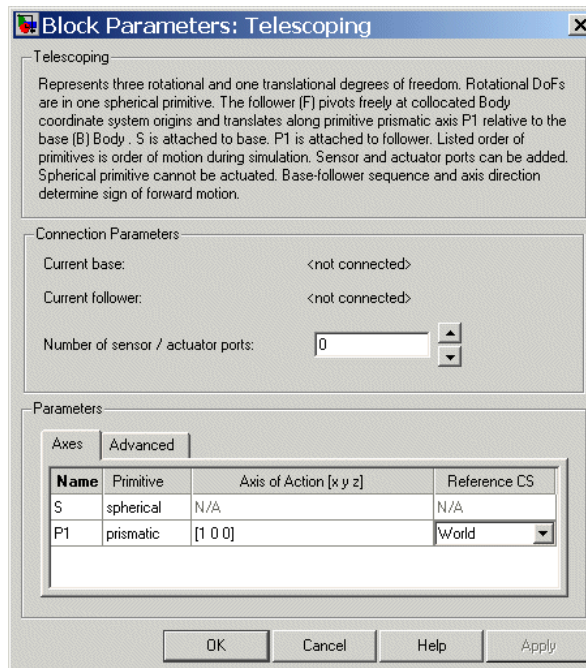 Block Parameters: Telescoping
Telescoping
Represents three rotational and one translational degrees of freedom. Rotational DoFs
are in one spherical primitive. The follower (F) pivots freely at collocated Body
coordinate system origins and translates along primitive prismatic axis P1 relative to the
base (B) Body . S is attached to base. P1 is attached to follower. Listed order of
primitives is order of motion during simulation. Sensor and actuator ports can be added.
Spherical primitive cannot be actuated. Base-follower sequence and axis direction
determine sign of forward motion.
Connection Parameters
Current base: <not connected>
Current follower: <not connected>
Number of sensor / actuator ports: 0
Parameters
Axes Advanced
Name Primitive Axis of Action [x y z] Reference CS
S spherical N/A N/A
P1 prismatic [1 0 0] World
OK Cancel Help Apply